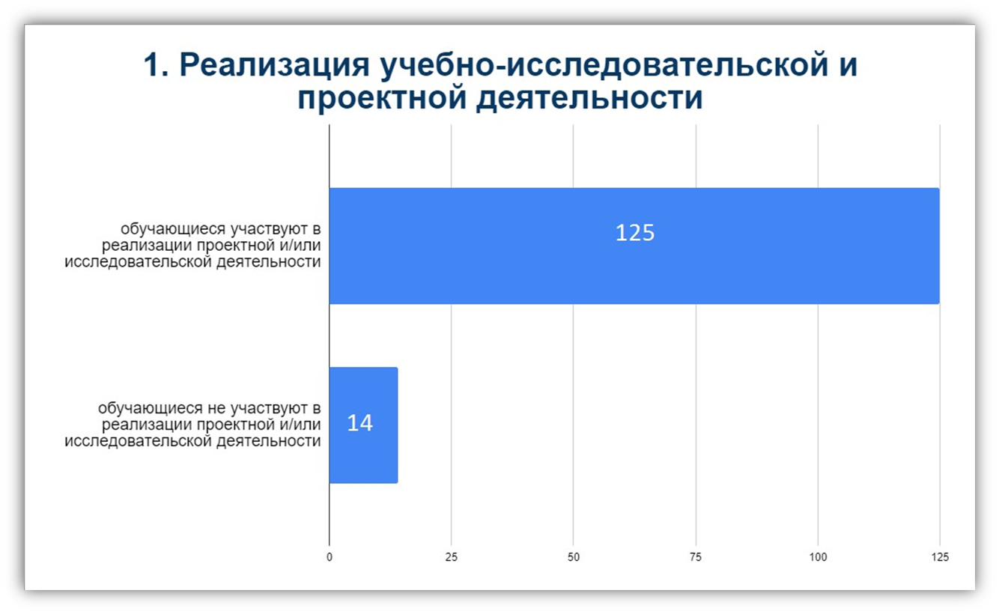 1. Реализация учебно-исследовательской и
проектной деятельности
обучающиеся участвуют в
реализации проектной и/или
исследовательской деятельности
125
обучающиеся не участвуют в
реализации проектной и/или
исследовательской деятельности
14
0
25
50
75
100
125